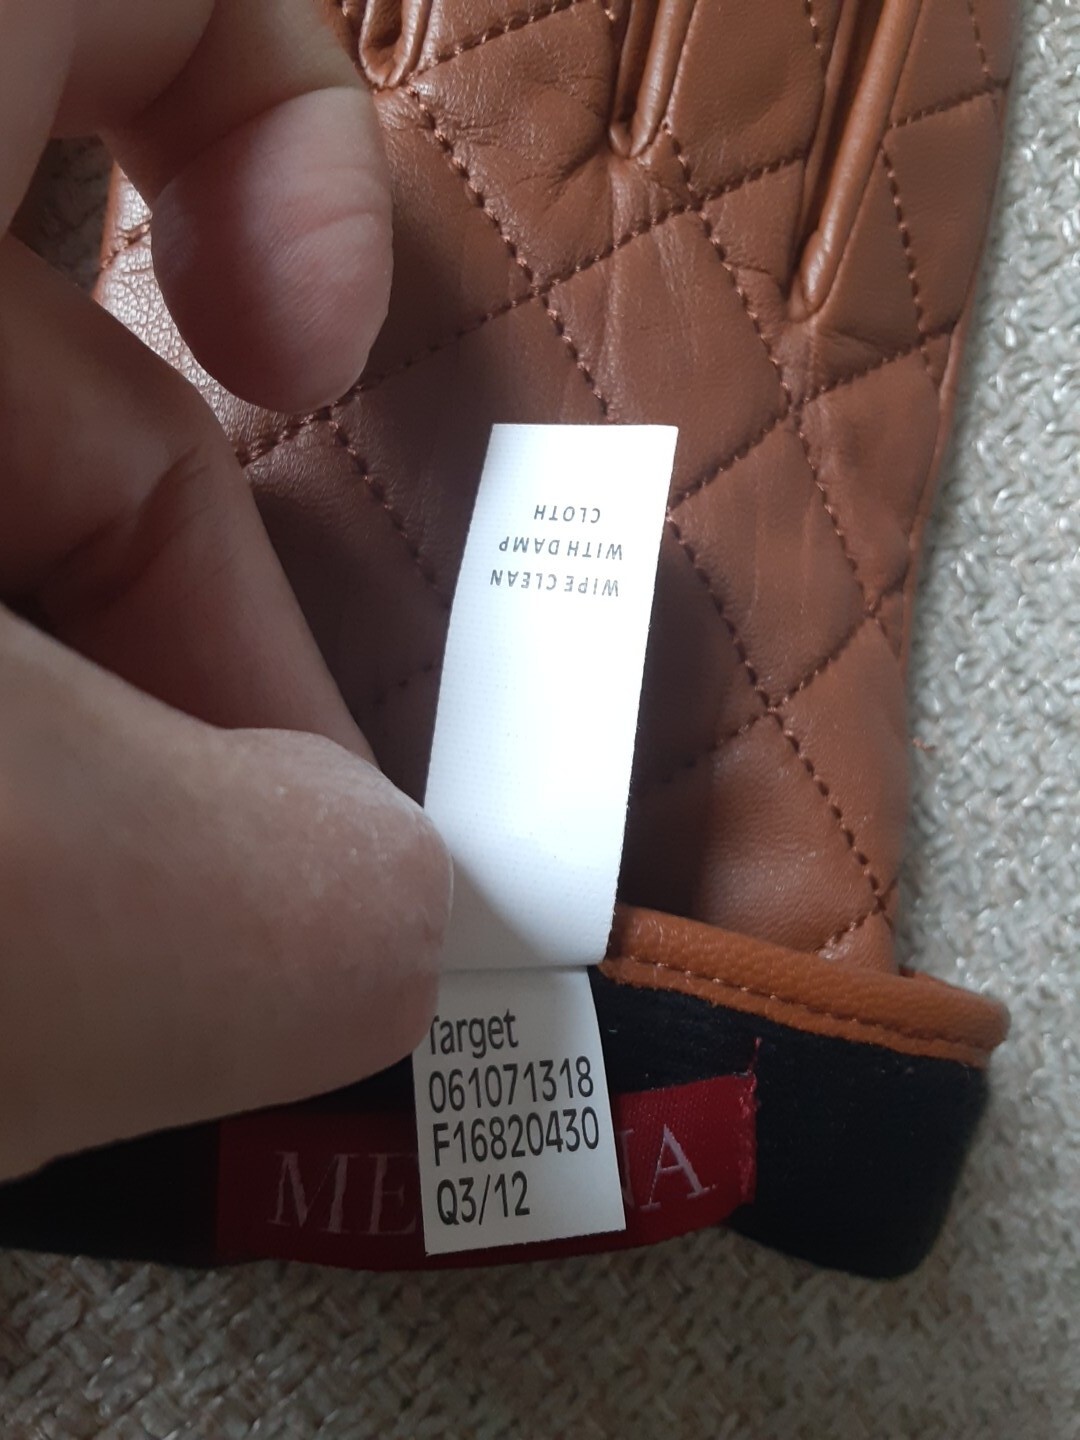 WIPE CLEAN
WITH DAMP
CLOTH
Target
061071318
F16820430
Q3/12